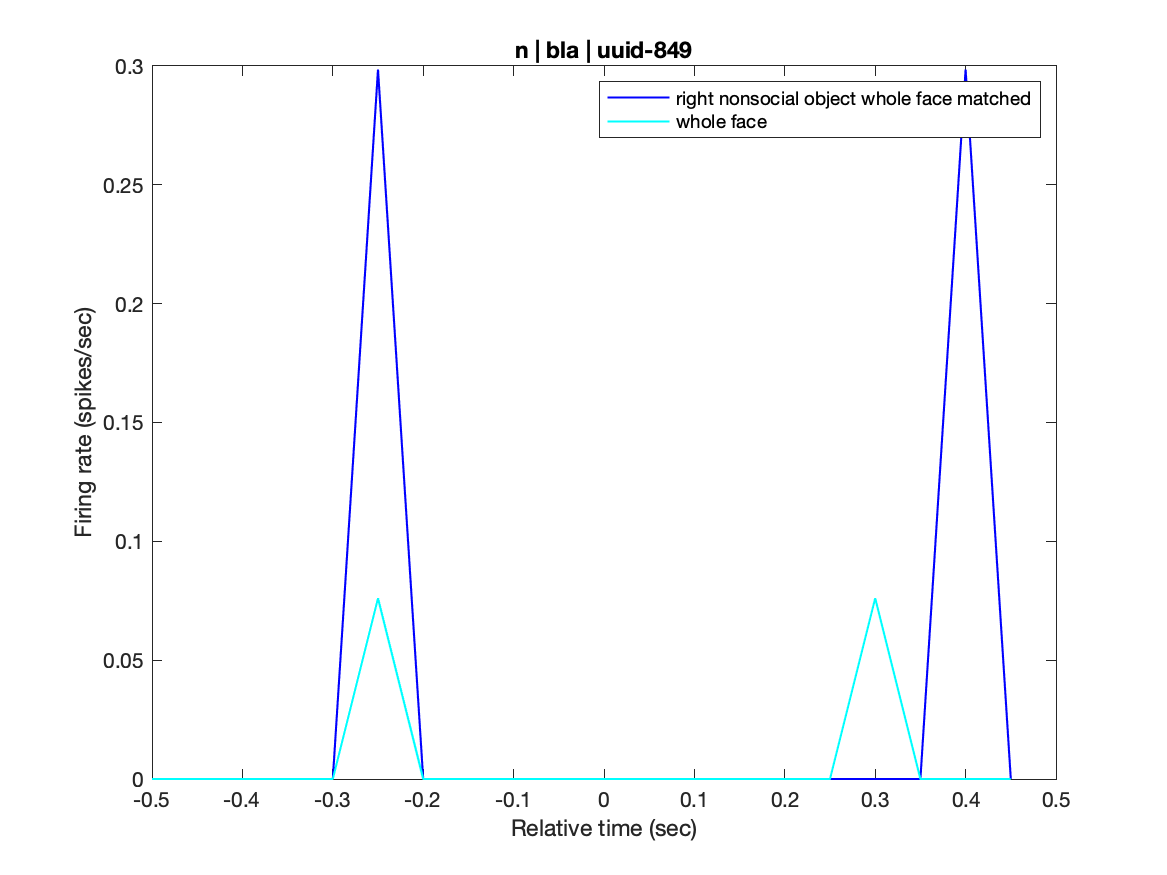 n | bla | uuid-849
right nonsocial object whole face matched
whole face
Firing rate (spikes/sec)
0.3
0.25
0.2
0.15
0.1
0.05
0
-0.5 -0.4 -0.3 -0.2 -0.1 0 0.1 0.2 0.3 0.4 0.5
Relative time (sec)